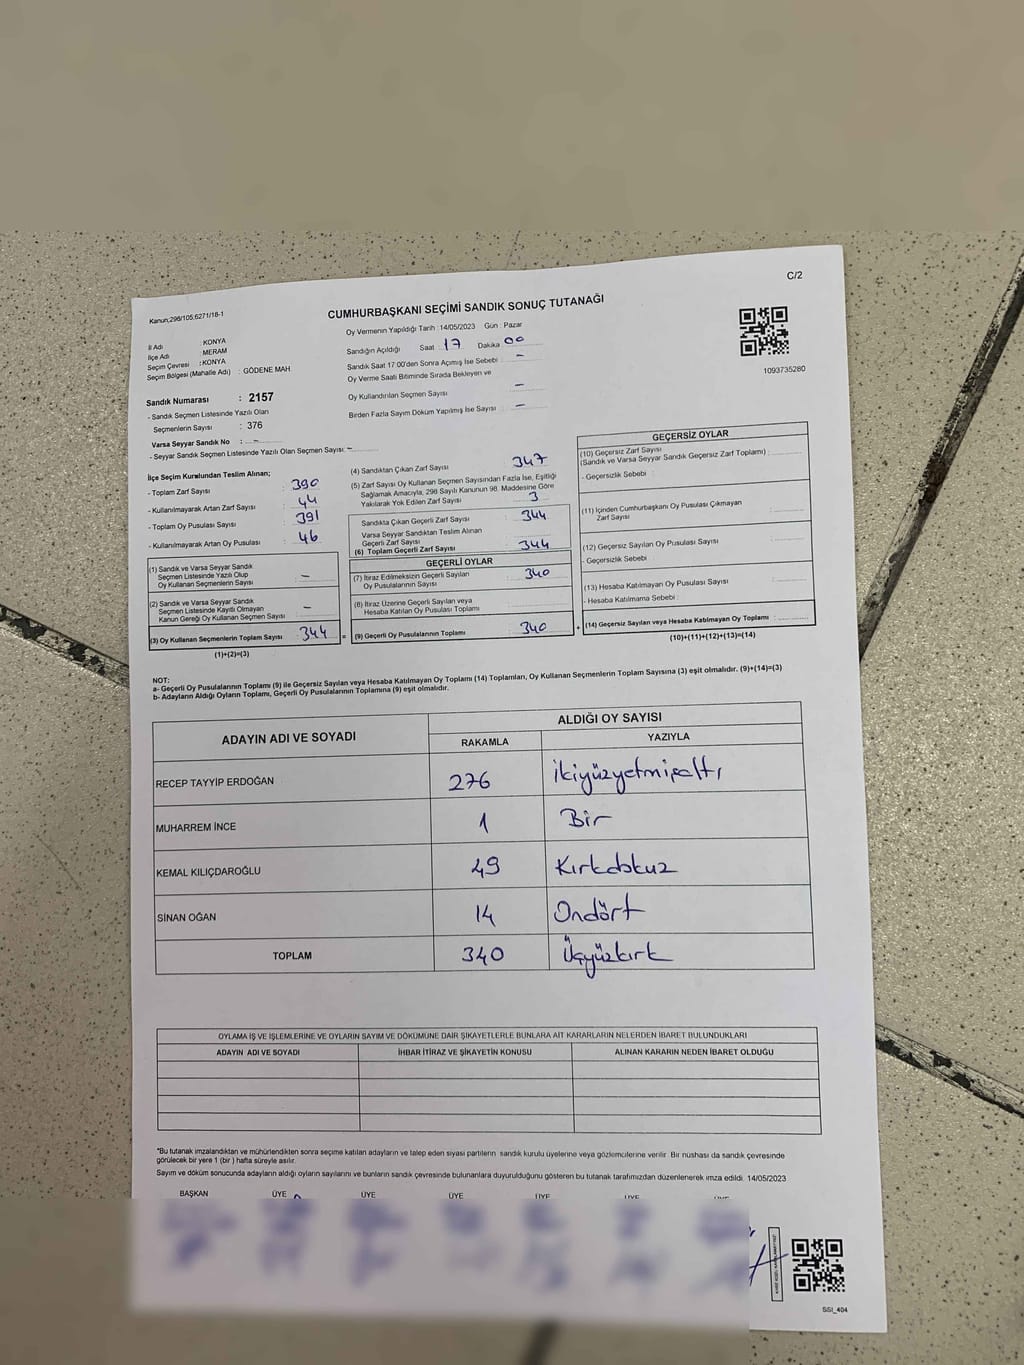 C/2
Kanun;298/105;6271/18-1
CUMHURBAŞKANI SEÇİMİ SANDIK SONUÇ TUTANAĞI
Oy Vermenin Yapıldığı Tarih :14/05/2023 Gün : Pazar
İl Adı : KONYA
İlçe Adı : MERAM
Seçim Çevresi : KONYA
Seçim Bölgesi (Mahalle Adı) : GÖDENE MAH.
Sandığın Açıldığı Saat : 17 Dakika : 00
Sandık Saat 17:00'den Sonra Açımış İse Sebebi : -
Oy Verme Saati Bitiminde Sırada Bekleyen ve
Oy Kullandırılan Seçmen Sayısı -
Birden Fazla Sayım Döküm Yapılmış İse Sayısı -
1093735280
Sandık Numarası : 2157
- Sandık Seçmen Listesinde Yazılı Olan
Seçmenlerin Sayısı : 376
Varsa Seyyar Sandık No : -
- Seyyar Sandık Seçmen Listesinde Yazılı Olan Seçmen Sayısı: -
İlçe Seçim Kurulundan Teslim Alınan;
- Toplam Zarf Sayısı : 390
- Kullanılmayarak Artan Zarf Sayısı : 44
- Toplam Oy Pusulası Sayısı : 391
- Kullanılmayarak Artan Oy Pusulası : 46
(1) Sandık ve Varsa Seyyar Sandık
Seçmen Listesinde Yazılı Olup
Oy Kullanan Seçmenlerin Sayısı : -
(2) Sandık ve Varsa Seyyar Sandık
Seçmen Listesinde Kayıtlı Olmayan
Kanun Gereği Oy Kullanan Seçmen Sayısı : -
(3) Oy Kullanan Seçmenlerin Toplam Sayısı : 344 =
(1)+(2)=(3)
(4) Sandıktan Çıkan Zarf Sayısı : 347
(5) Zarf Sayısı Oy Kullanan Seçmen Sayısından Fazla İse, Eşitliği
Sağlamak Amacıyla, 298 Sayılı Kanunun 98. Maddesine Göre
Yakılarak Yok Edilen Zarf Sayısı : 3
Sandıkta Çıkan Geçerli Zarf Sayısı : 344
Varsa Seyyar Sandıktan Teslim Alınan
Geçerli Zarf Sayısı :
(6) Toplam Geçerli Zarf Sayısı : 344
GEÇERLİ OYLAR
(7) İtiraz Edilmeksizin Geçerli Sayılan
Oy Pusulalarının Sayısı : 340
(8) İtiraz Üzerine Geçerli Sayılan veya
Hesaba Katılan Oy Pusulası Toplamı :
(9) Geçerli Oy Pusulalarının Toplamı : 340 +
GEÇERSİZ OYLAR
(10) Geçersiz Zarf Sayısı
(Sandık ve Varsa Seyyar Sandık Geçersiz Zarf Toplamı) :
- Geçersizlik Sebebi :
(11) İçinden Cumhurbaşkanı Oy Pusulası Çıkmayan
Zarf Sayısı :
(12) Geçersiz Sayılan Oy Pusulası Sayısı :
- Geçersizlik Sebebi :
(13) Hesaba Katılmayan Oy Pusulası Sayısı :
- Hesaba Katılmama Sebebi :
(14) Geçersiz Sayılan veya Hesaba Katılmayan Oy Toplamı :
(10)+(11)+(12)+(13)=(14)
NOT:
a- Geçerli Oy Pusulalarının Toplamı (9) ile Geçersiz Sayılan veya Hesaba Katılmayan Oy Toplamı (14) Toplamları, Oy Kullanan Seçmenlerin Toplam Sayısına (3) eşit olmalıdır. (9)+(14)=(3)
b- Adayların Aldığı Oyların Toplamı, Geçerli Oy Pusulalarının Toplamına (9) eşit olmalıdır.
ADAYIN ADI VE SOYADI ALDIĞI OY SAYISI
RAKAMLA YAZIYLA
RECEP TAYYİP ERDOĞAN 276 ikiyüzyetmişaltı
MUHARREM İNCE 1 Bir
KEMAL KILIÇDAROĞLU 49 Kırkdokuz
SİNAN OĞAN 14 Ondört
TOPLAM 340 Üçyüzkırk
OYLAMA İŞ VE İŞLEMLERİNE VE OYLARIN SAYIM VE DÖKÜMÜNE DAİR ŞİKAYETLERLE BUNLARA AİT KARARLARIN NELERDEN İBARET BULUNDUKLARI
ADAYIN ADI VE SOYADI İHBAR İTİRAZ VE ŞİKAYETİN KONUSU ALINAN KARARIN NEDEN İBARET OLDUĞU
*Bu tutanak imzalandıktan ve mühürlendikten sonra seçime katılan adayların ve talep eden siyasi partilerin sandık kurulu üyelerine veya gözlemcilerine verilir. Bir nüshası da sandık çevresinde
görülecek bir yere 1 (bir ) hafta süreyle asılır.
Sayım ve döküm sonucunda adayların aldığı oyların sayılarını ve bunların sandık çevresinde bulunanlara duyurulduğunu gösteren bu tutanak tarafımızdan düzenlenerek imza edildi. 14/05/2023
BAŞKAN ÜYE ÜYE ÜYE ÜYE ÜYE ÜYE
SSI_404